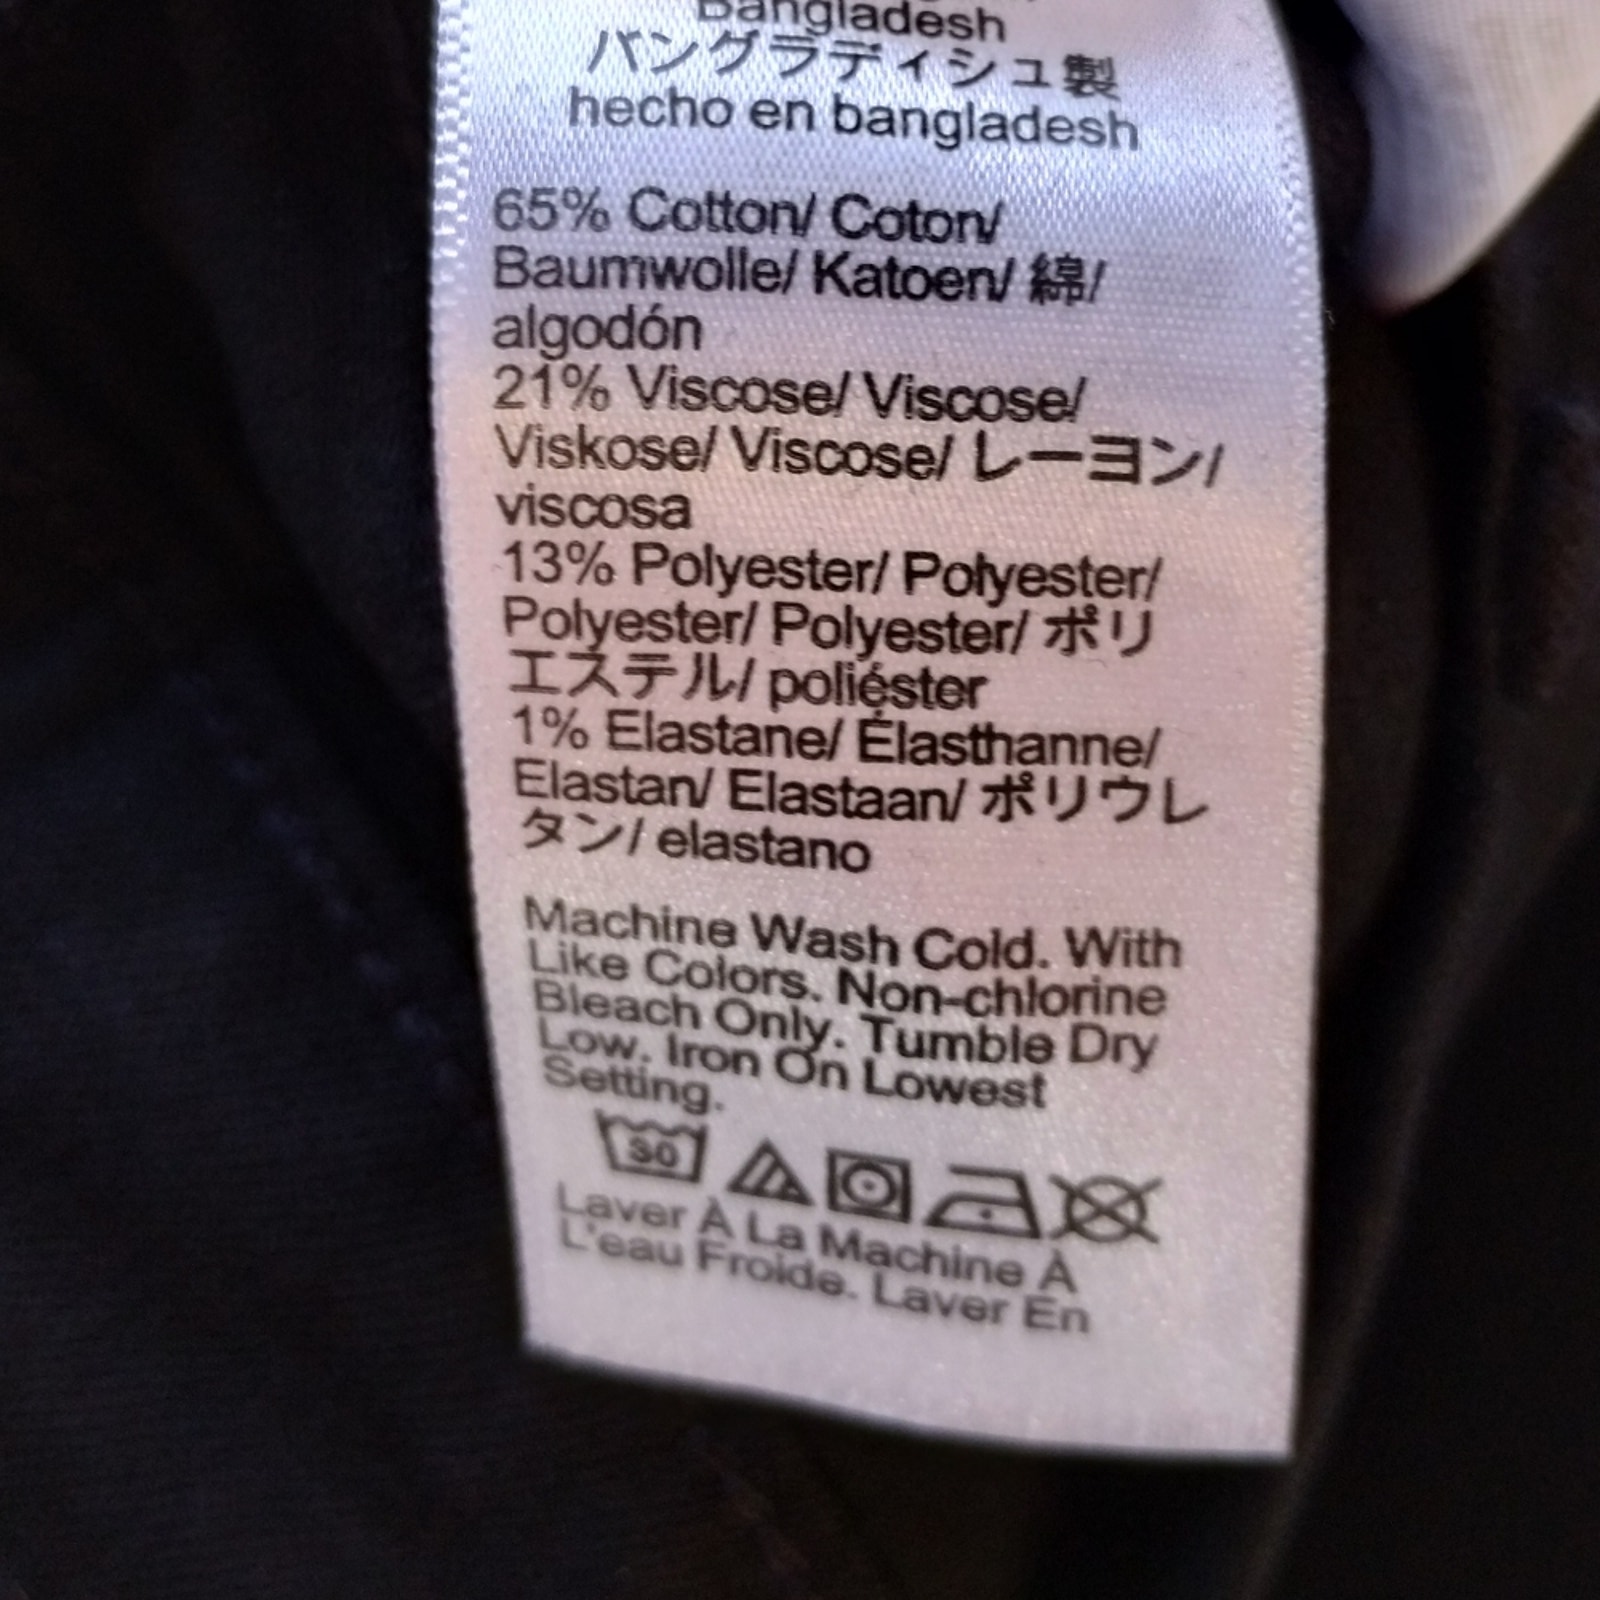 Bangladesh
バングラディシュ製
hecho en bangladesh
65% Cotton/ Coton/
Baumwolle/ Katoen/ 綿/
algodón
21% Viscose/ Viscose/
Viskose/ Viscose/ レーヨン/
viscosa
13% Polyester/ Polyester/
Polyester/ Polyester/ ポリ
エステル/ poliéster
1% Elastane/ Élasthanne/
Elastan/ Elastaan/ ポリウレ
タン/ elastano
Machine Wash Cold. With
Like Colors. Non-chlorine
Bleach Only. Tumble Dry
Low. Iron On Lowest
Setting.
30
Laver À La Machine À
L'eau Froide. Laver En